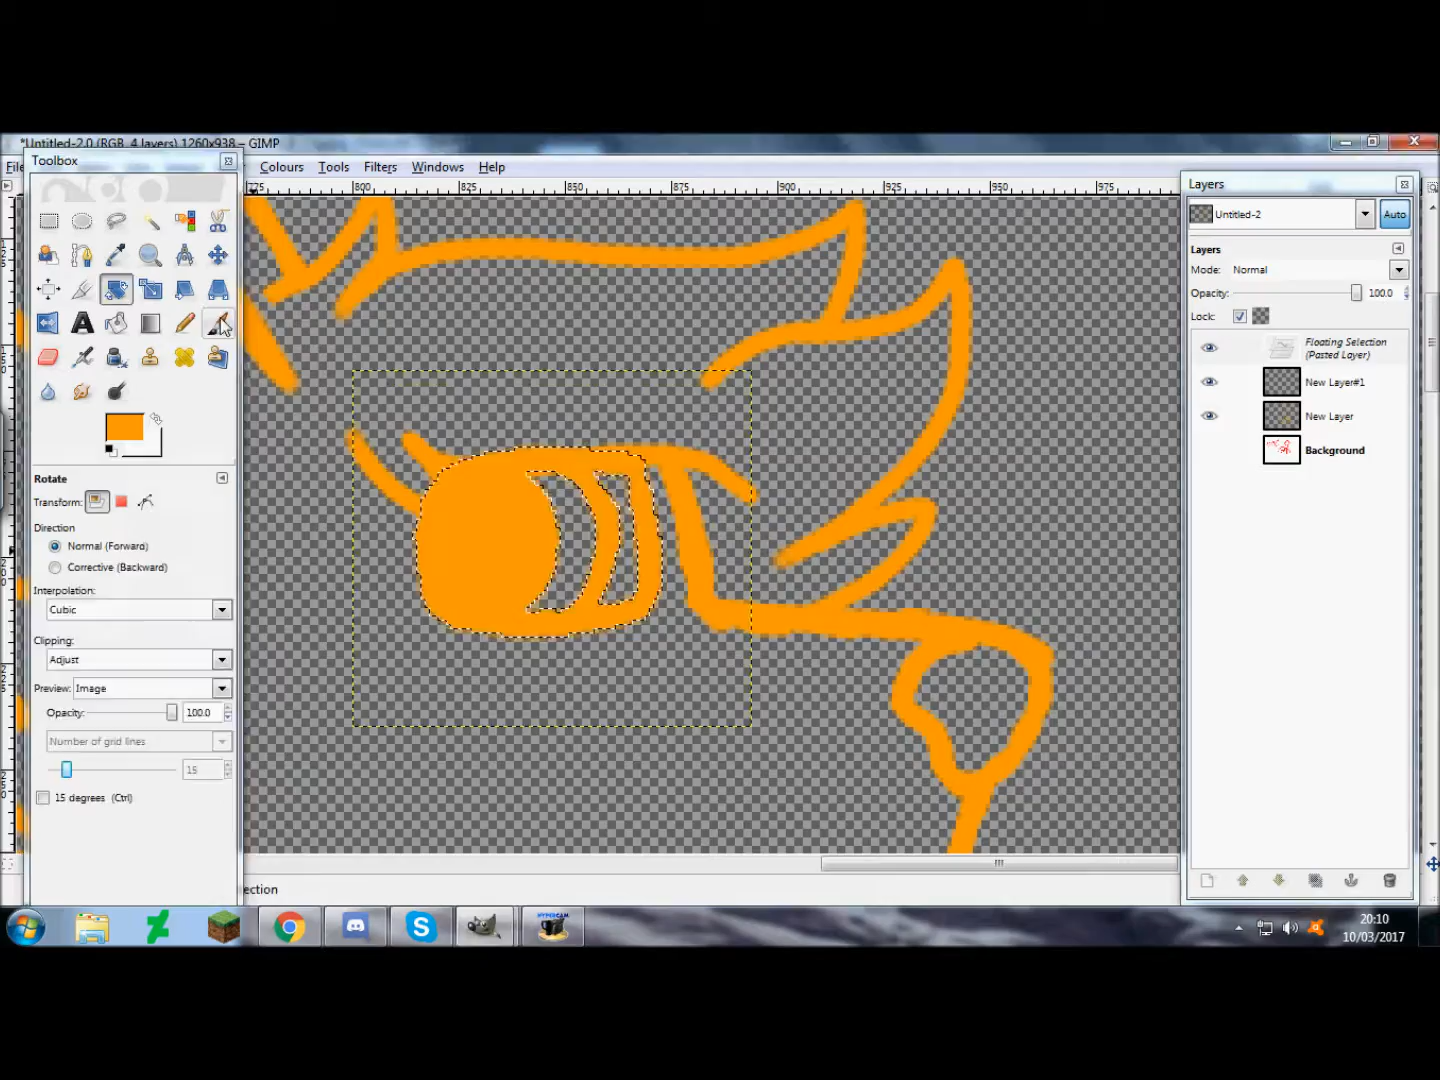 *Untitled-2.0 (RGB, 4 layers) 1260x938 – GIMP
Toolbox
File
Colours Tools Filters Windows Help
775 800 825 850 875 900 925 950 975
Rotate
Transform:
Direction
Normal (Forward)
Corrective (Backward)
Interpolation:
Cubic
Clipping:
Adjust
Preview: Image
Opacity: 100.0
Number of grid lines
15
15 degrees (Ctrl)
Layers
Untitled-2 Auto
Layers
Mode: Normal
Opacity: 100.0
Lock:
Floating Selection
(Pasted Layer)
New Layer#1
New Layer
Background
HYPERCAM
20:10
10/03/2017